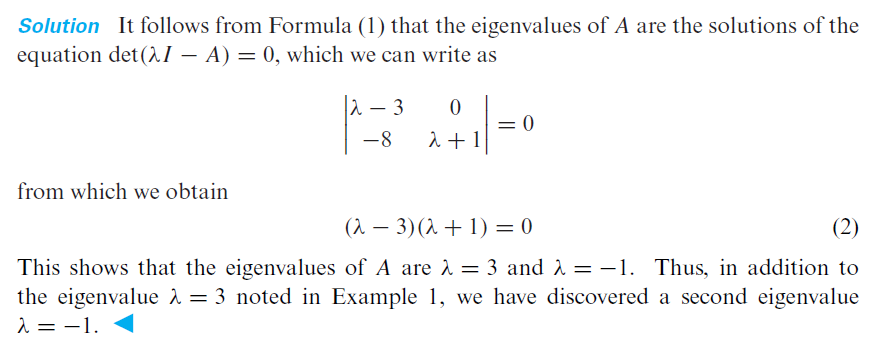 Solution It follows from Formula (1) that the eigenvalues of A are the solutions of the
equation det(λI − A) = 0, which we can write as
|λ − 3 0|
|−8 λ + 1| = 0
from which we obtain
(λ − 3)(λ + 1) = 0 (2)
This shows that the eigenvalues of A are λ = 3 and λ = −1. Thus, in addition to
the eigenvalue λ = 3 noted in Example 1, we have discovered a second eigenvalue
λ = −1. ◀